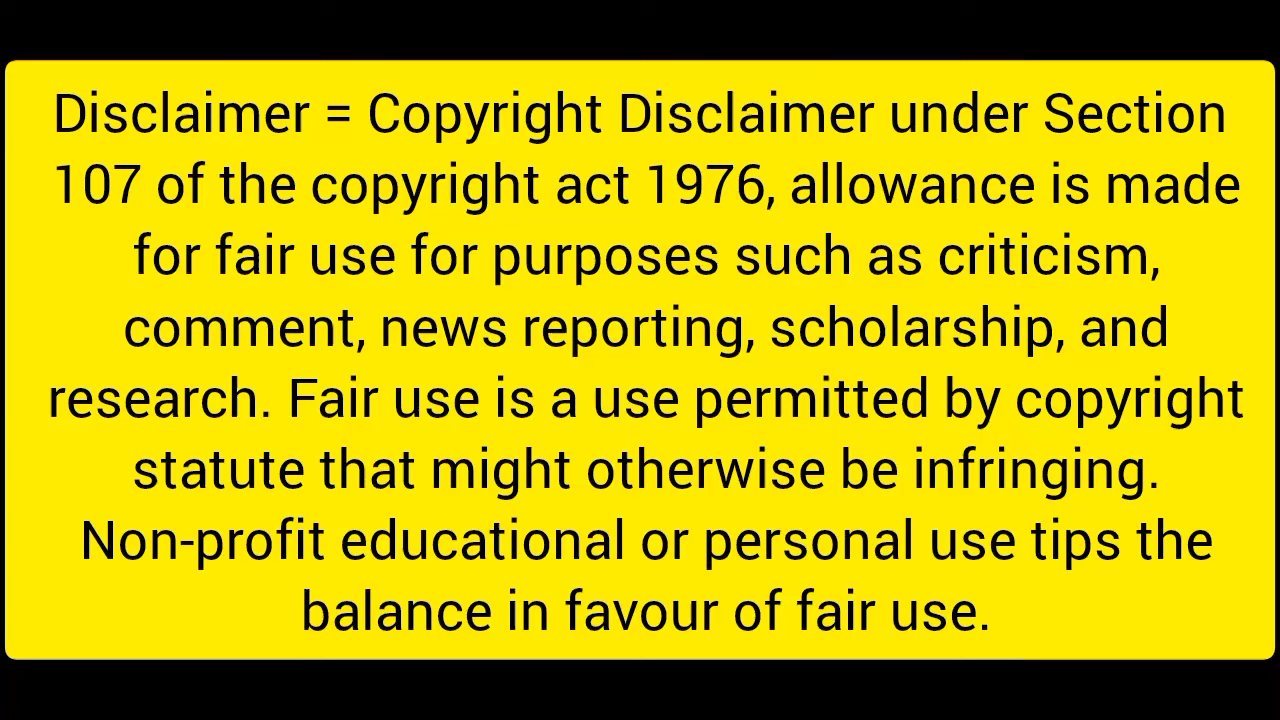 Disclaimer = Copyright Disclaimer under Section
107 of the copyright act 1976, allowance is made
for fair use for purposes such as criticism,
comment, news reporting, scholarship, and
research. Fair use is a use permitted by copyright
statute that might otherwise be infringing.
Non-profit educational or personal use tips the
balance in favour of fair use.